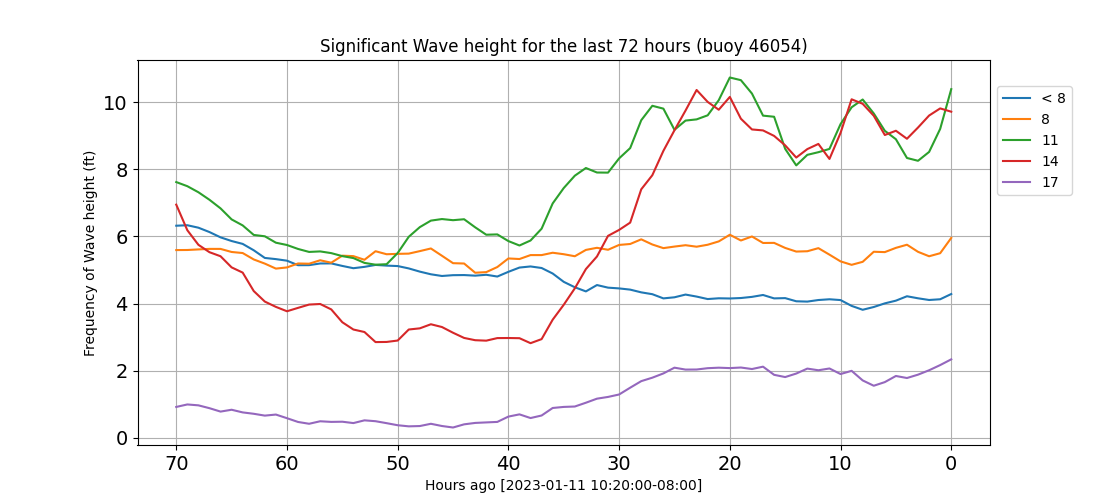 Significant Wave height for the last 72 hours (buoy 46054)
Frequency of Wave height (ft)
10
8
6
4
2
0
70 60 50 40 30 20 10 0
Hours ago [2023-01-11 10:20:00-08:00]
< 8
8
11
14
17